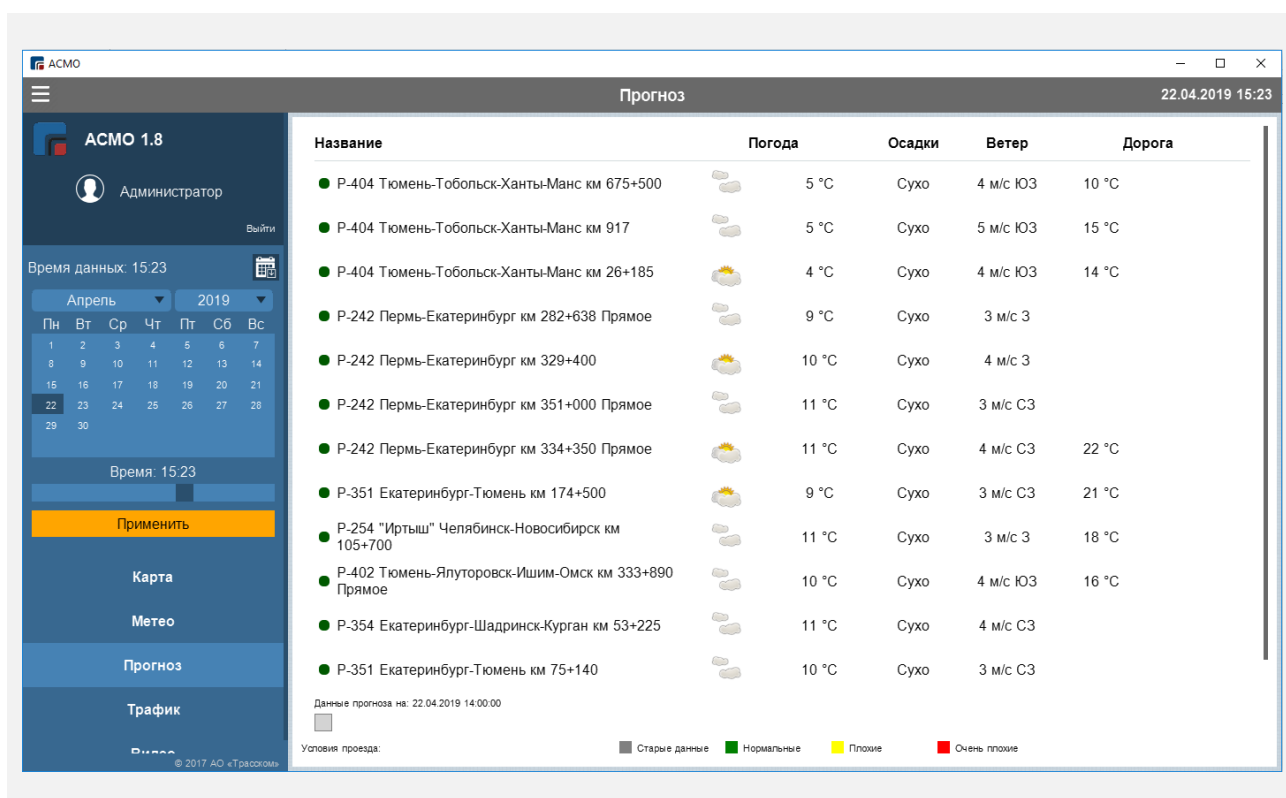 АСМО
Прогноз
22.04.2019 15:23
АСМО 1.8
Администратор
Выйти
Время данных: 15:23
Апрель 2019
Пн Вт Ср Чт Пт Сб Вс
1 2 3 4 5 6 7
8 9 10 11 12 13 14
15 16 17 18 19 20 21
22 23 24 25 26 27 28
29 30
Время: 15:23
Применить
Карта
Метео
Прогноз
Трафик
Видео
© 2017 АО «Трасском»
Название Погода Осадки Ветер Дорога
Р-404 Тюмень-Тобольск-Ханты-Манс км 675+500 5 °C Сухо 4 м/с ЮЗ 10 °C
Р-404 Тюмень-Тобольск-Ханты-Манс км 917 5 °C Сухо 5 м/с ЮЗ 15 °C
Р-404 Тюмень-Тобольск-Ханты-Манс км 26+185 4 °C Сухо 4 м/с ЮЗ 14 °C
Р-242 Пермь-Екатеринбург км 282+638 Прямое 9 °C Сухо 3 м/с З
Р-242 Пермь-Екатеринбург км 329+400 10 °C Сухо 4 м/с З
Р-242 Пермь-Екатеринбург км 351+000 Прямое 11 °C Сухо 3 м/с СЗ
Р-242 Пермь-Екатеринбург км 334+350 Прямое 11 °C Сухо 4 м/с СЗ 22 °C
Р-351 Екатеринбург-Тюмень км 174+500 9 °C Сухо 3 м/с СЗ 21 °C
Р-254 "Иртыш" Челябинск-Новосибирск км
105+700 11 °C Сухо 3 м/с З 18 °C
Р-402 Тюмень-Ялуторовск-Ишим-Омск км 333+890
Прямое 10 °C Сухо 4 м/с ЮЗ 16 °C
Р-354 Екатеринбург-Шадринск-Курган км 53+225 11 °C Сухо 4 м/с СЗ
Р-351 Екатеринбург-Тюмень км 75+140 10 °C Сухо 3 м/с СЗ
Данные прогноза на: 22.04.2019 14:00:00
Условия проезда: Старые данные Нормальные Плохие Очень плохие